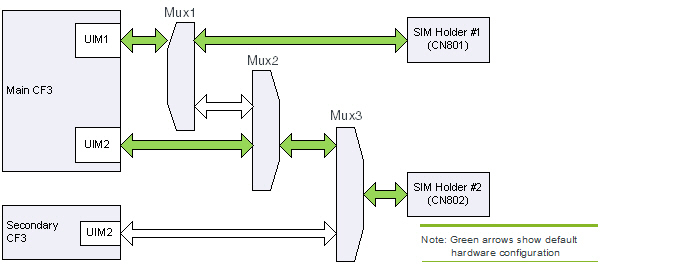 Mux1
UIM1
SIM Holder #1
(CN801)
Mux2
Main CF3
Mux3
UIM2
SIM Holder #2
(CN802)
Secondary
CF3
UIM2
Note: Green arrows show default
hardware configuration